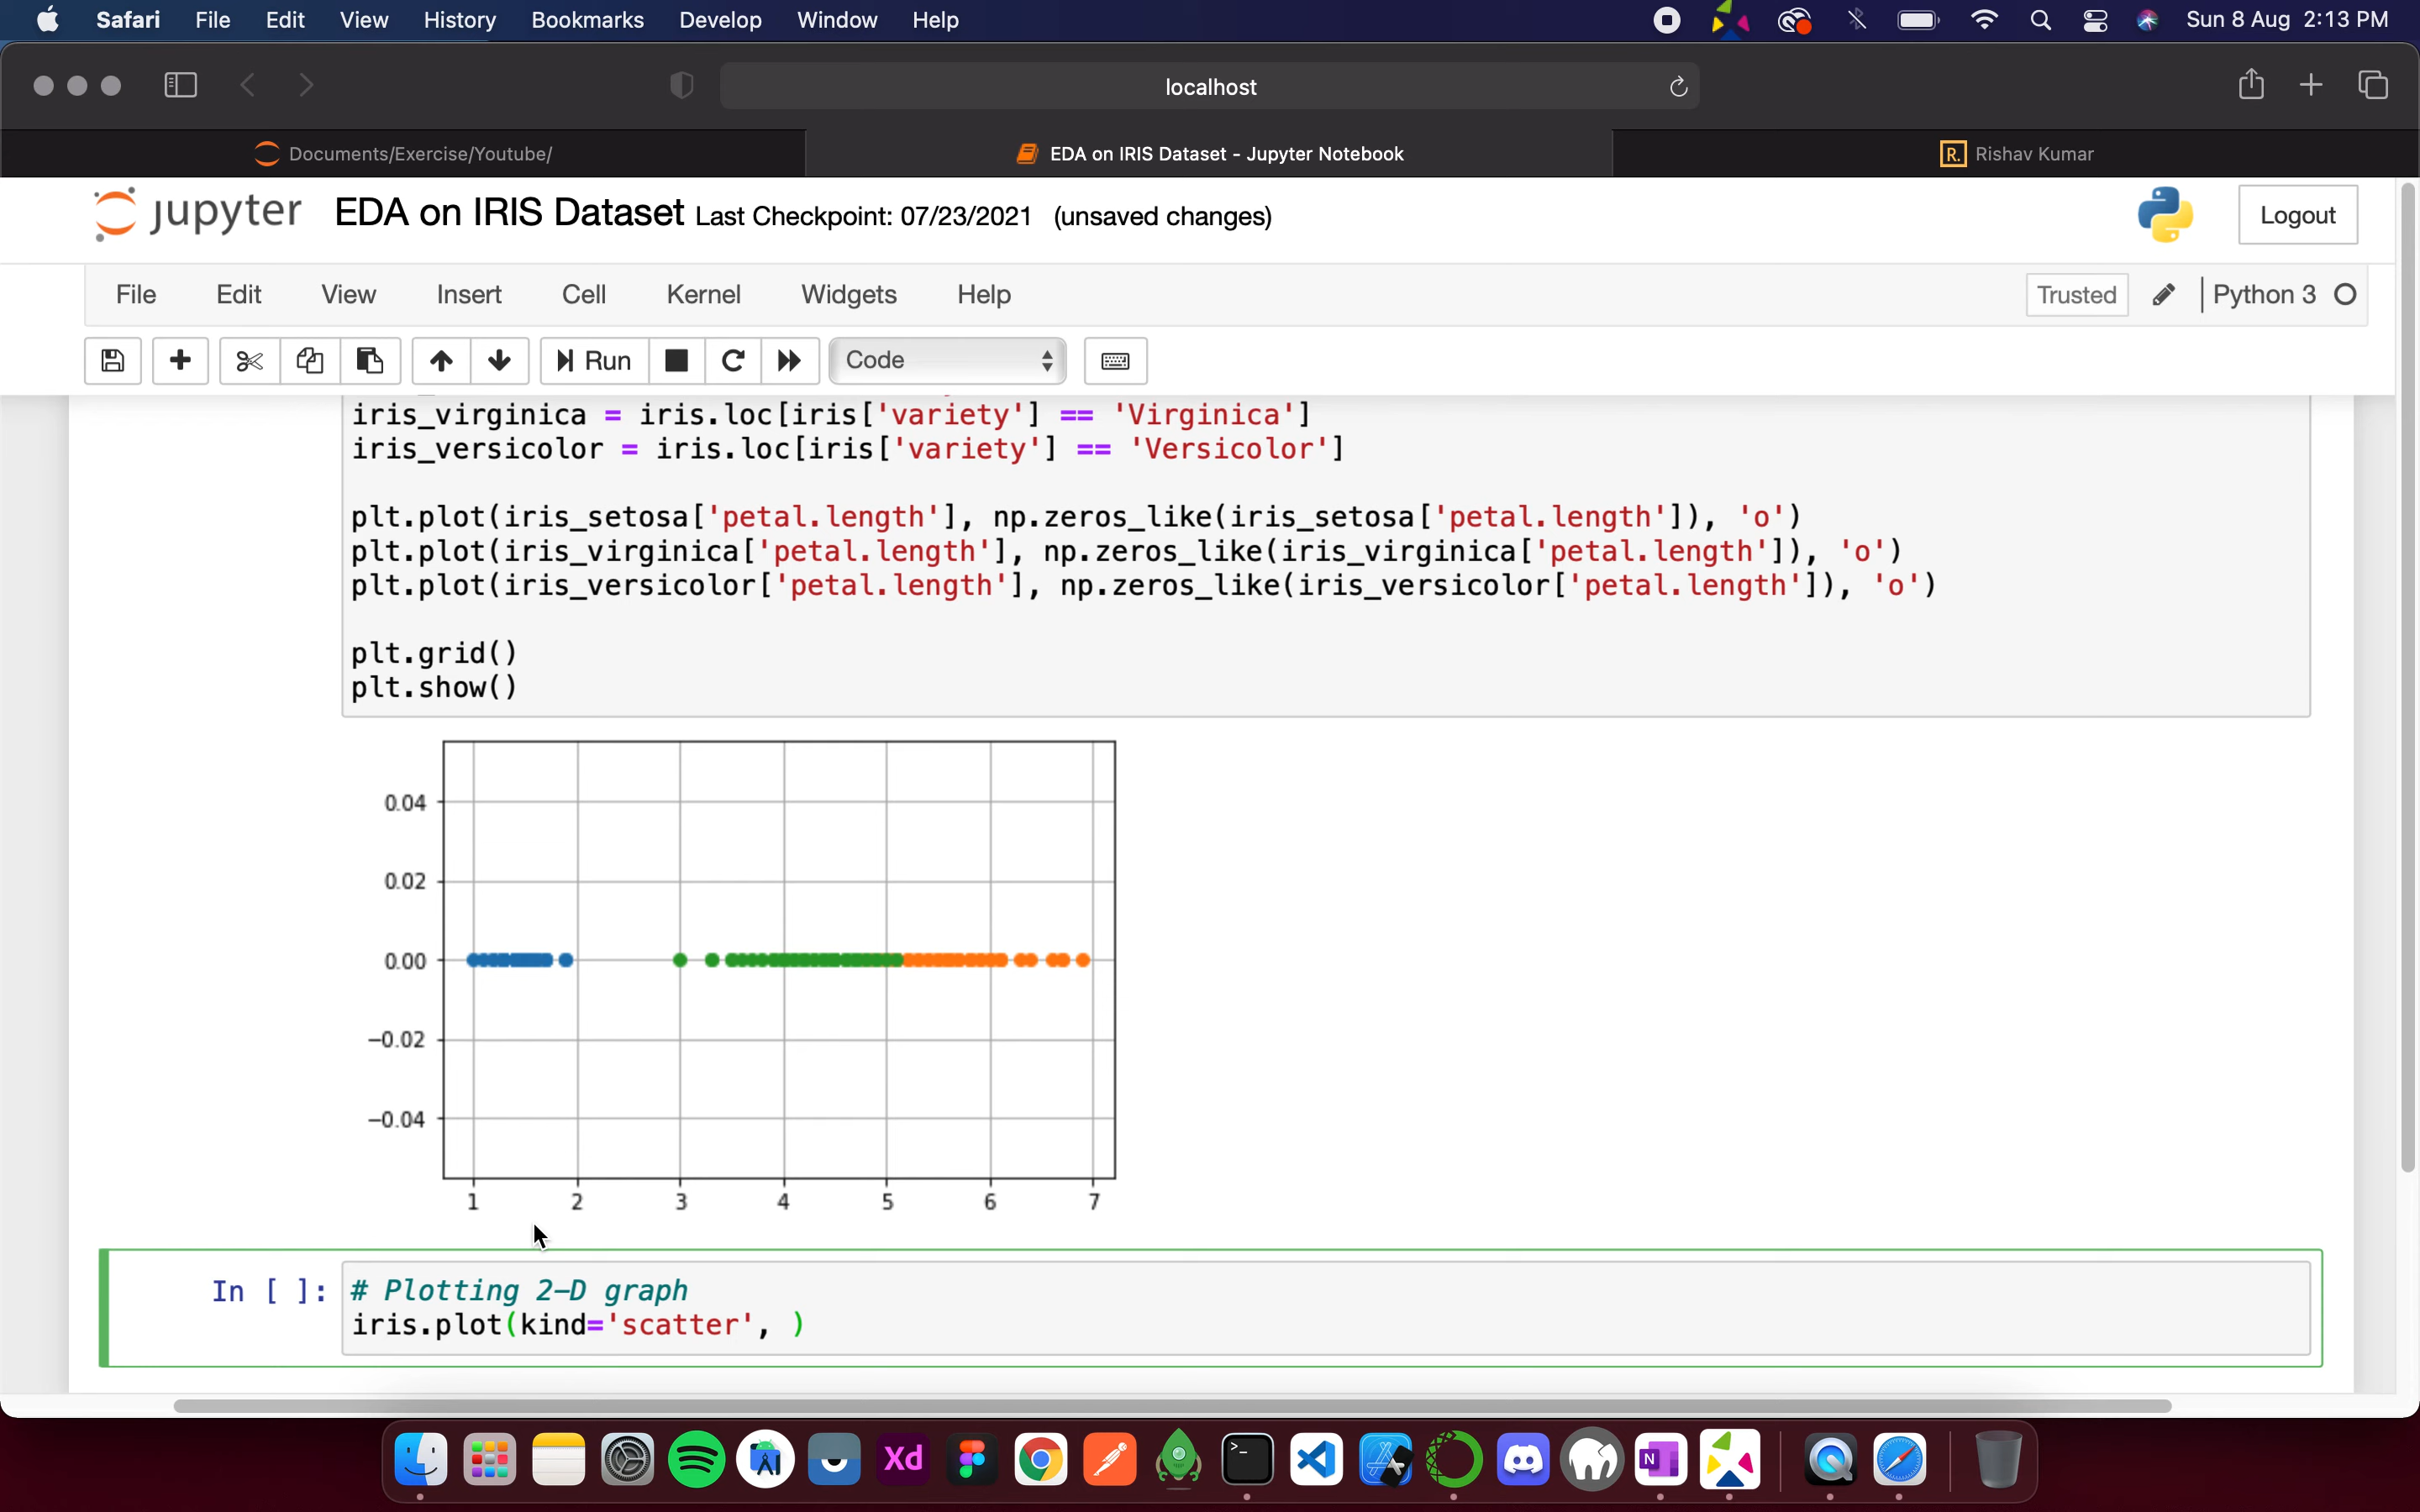 Safari File Edit View History Bookmarks Develop Window Help Sun 8 Aug 2:13 PM
localhost
Documents/Exercise/Youtube/ EDA on IRIS Dataset - Jupyter Notebook R. Rishav Kumar
jupyter EDA on IRIS Dataset Last Checkpoint: 07/23/2021 (unsaved changes) Logout
File Edit View Insert Cell Kernel Widgets Help Trusted Python 3
Run Code
iris_virginica = iris.loc[iris['variety'] == 'Virginica']
iris_versicolor = iris.loc[iris['variety'] == 'Versicolor']
plt.plot(iris_setosa['petal.length'], np.zeros_like(iris_setosa['petal.length']), 'o')
plt.plot(iris_virginica['petal.length'], np.zeros_like(iris_virginica['petal.length']), 'o')
plt.plot(iris_versicolor['petal.length'], np.zeros_like(iris_versicolor['petal.length']), 'o')
plt.grid()
plt.show()
0.04
0.02
0.00
−0.02
−0.04
1 2 3 4 5 6 7
In [ ]: # Plotting 2-D graph
iris.plot(kind='scatter', )
Xd N